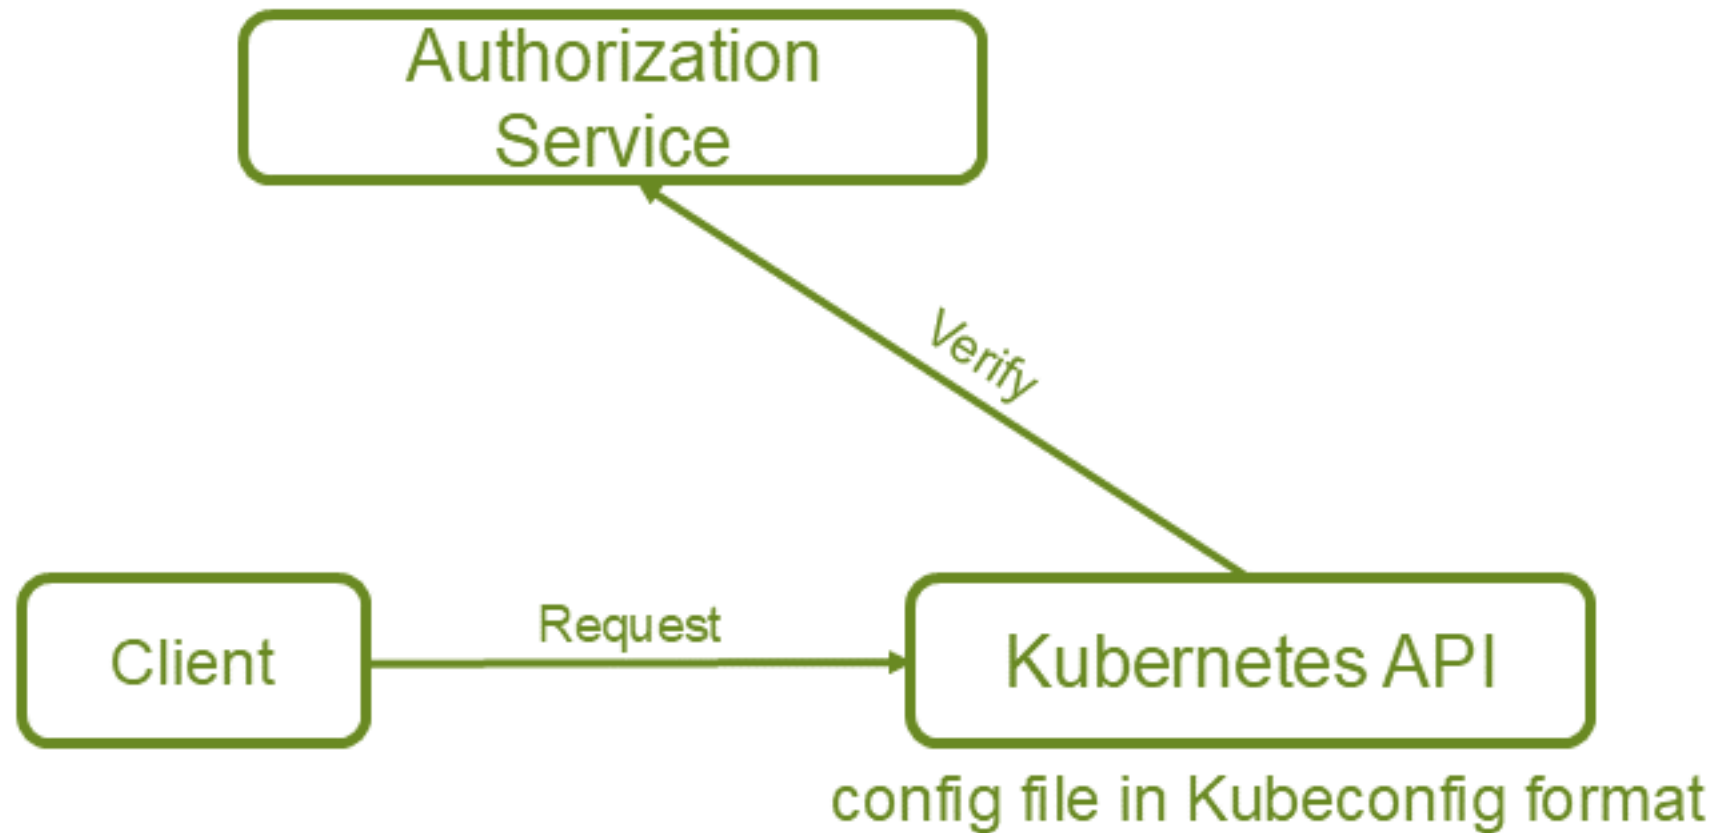 Authorization
Service
Verify
Request
Client
Kubernetes API
config file in Kubeconfig format